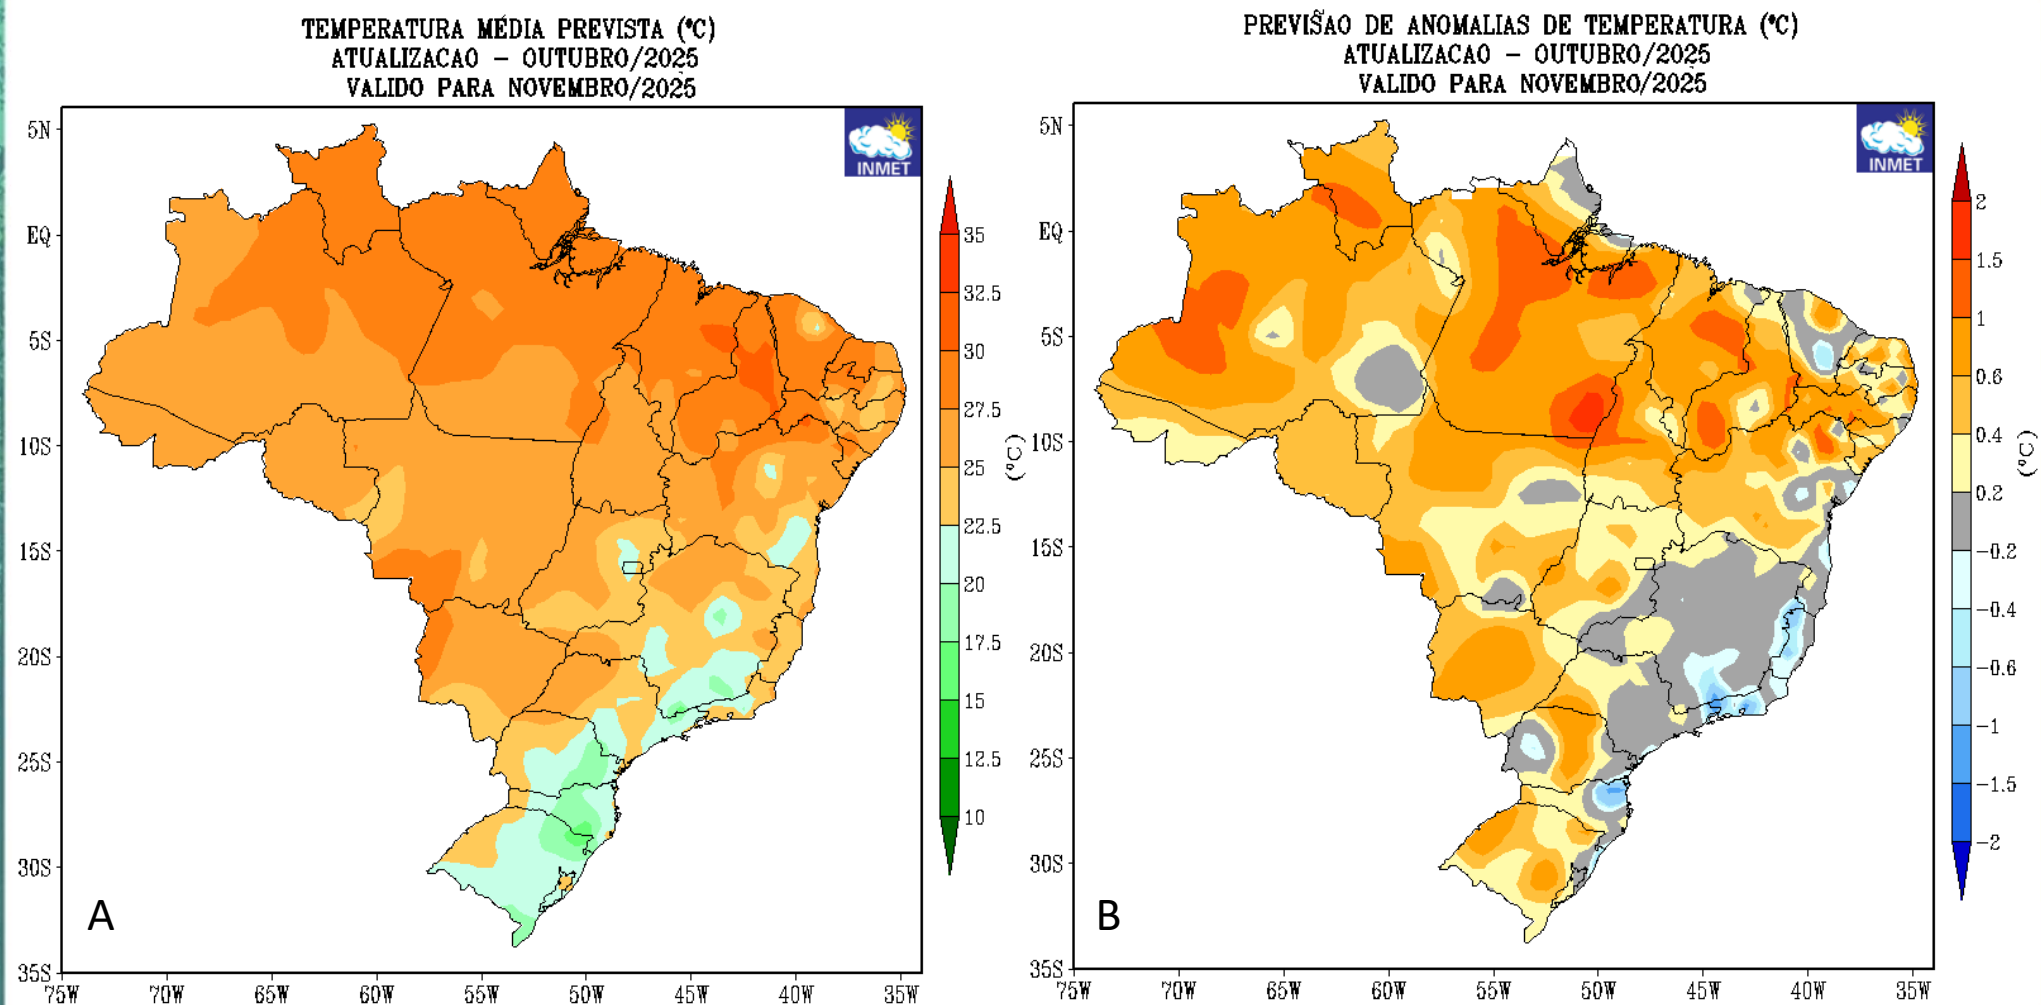 TEMPERATURA MÉDIA PREVISTA (°C)
ATUALIZACAO – OUTUBRO/2025
VALIDO PARA NOVEMBRO/2025
INMET
5N
EQ
5S
10S
15S
20S
25S
30S
35S
75W
70W
65W
60W
55W
50W
45W
40W
35W
A
35
32.5
30
27.5
25
22.5
20
17.5
15
12.5
10
(°C)
PREVISÃO DE ANOMALIAS DE TEMPERATURA (°C)
ATUALIZACAO – OUTUBRO/2025
VALIDO PARA NOVEMBRO/2025
INMET
5N
EQ
5S
10S
15S
20S
25S
30S
35S
75W
70W
65W
60W
55W
50W
45W
40W
35W
B
2
1.5
1
0.6
0.4
0.2
-0.2
-0.4
-0.6
-1
-1.5
-2
(°C)